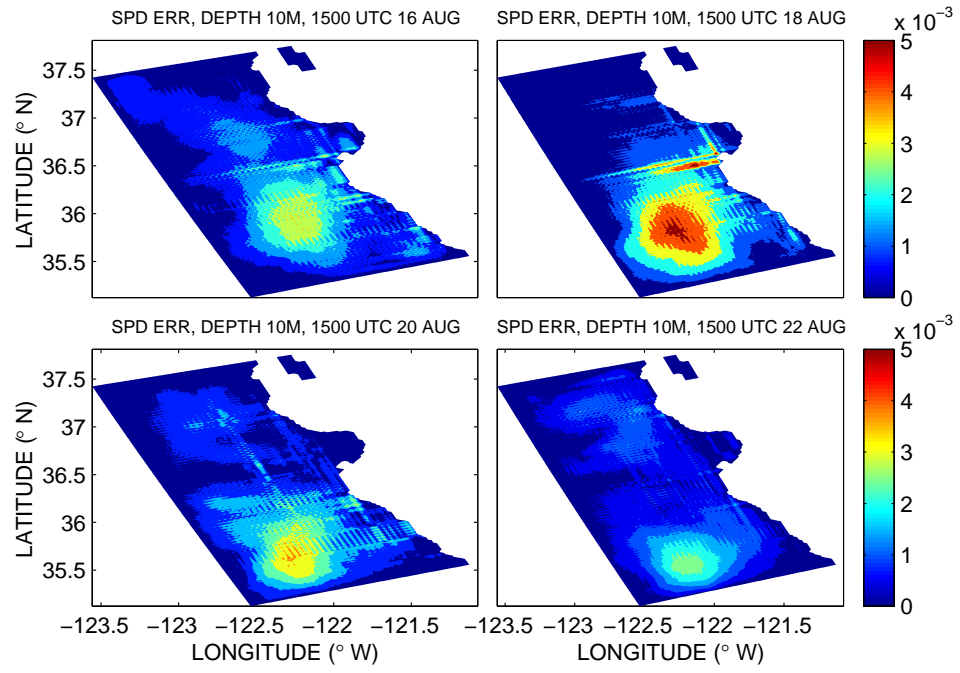 SPD ERR, DEPTH 10M, 1500 UTC 16 AUG
SPD ERR, DEPTH 10M, 1500 UTC 18 AUG
x 10⁻³
37.5
37
36.5
36
35.5
LATITUDE (° N)
5
4
3
2
1
0
SPD ERR, DEPTH 10M, 1500 UTC 20 AUG
SPD ERR, DEPTH 10M, 1500 UTC 22 AUG
x 10⁻³
37.5
37
36.5
36
35.5
LATITUDE (° N)
5
4
3
2
1
0
−123.5 −123 −122.5 −122 −121.5
−123.5 −123 −122.5 −122 −121.5
LONGITUDE (° W)
LONGITUDE (° W)